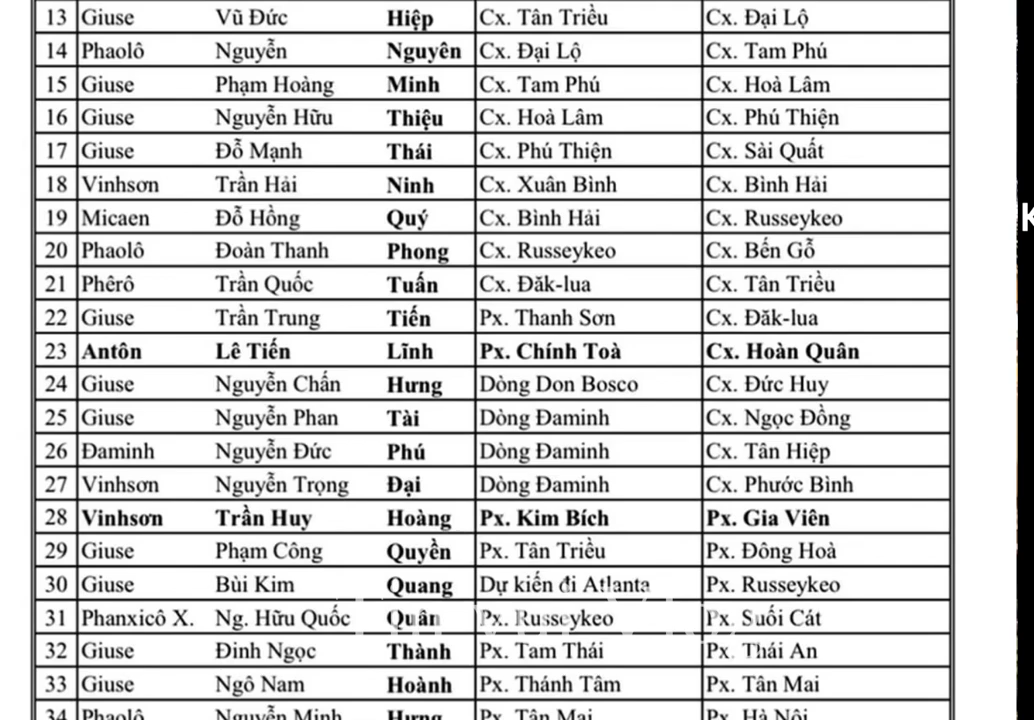 13 Giuse Vũ Đức Hiệp Cx. Tân Triều Cx. Đại Lộ
14 Phaolô Nguyễn Nguyên Cx. Đại Lộ Cx. Tam Phú
15 Giuse Phạm Hoàng Minh Cx. Tam Phú Cx. Hoà Lâm
16 Giuse Nguyễn Hữu Thiệu Cx. Hoà Lâm Cx. Phú Thiện
17 Giuse Đỗ Mạnh Thái Cx. Phú Thiện Cx. Sài Quất
18 Vinhsơn Trần Hải Ninh Cx. Xuân Bình Cx. Bình Hải
19 Micaen Đỗ Hồng Quý Cx. Bình Hải Cx. Russeykeo
20 Phaolô Đoàn Thanh Phong Cx. Russeykeo Cx. Bến Gỗ
21 Phêrô Trần Quốc Tuấn Cx. Đăk-lua Cx. Tân Triều
22 Giuse Trần Trung Tiến Px. Thanh Sơn Cx. Đăk-lua
23 Antôn Lê Tiến Lĩnh Px. Chính Toà Cx. Hoàn Quân
24 Giuse Nguyễn Chấn Hưng Dòng Don Bosco Cx. Đức Huy
25 Giuse Nguyễn Phan Tài Dòng Đaminh Cx. Ngọc Đồng
26 Đaminh Nguyễn Đức Phú Dòng Đaminh Cx. Tân Hiệp
27 Vinhsơn Nguyễn Trọng Đại Dòng Đaminh Cx. Phước Bình
28 Vinhsơn Trần Huy Hoàng Px. Kim Bích Px. Gia Viên
29 Giuse Phạm Công Quyền Px. Tân Triều Px. Đông Hoà
30 Giuse Bùi Kim Quang Dự kiến đi Atlanta Px. Russeykeo
31 Phanxicô X. Ng. Hữu Quốc Quân Px. Russeykeo Px. Suối Cát
32 Giuse Đinh Ngọc Thành Px. Tam Thái Px. Thái An
33 Giuse Ngô Nam Hoành Px. Thánh Tâm Px. Tân Mai
34 Phaolô Nguyễn Minh Hưng Px. Tân Mai Px. Hà Nội